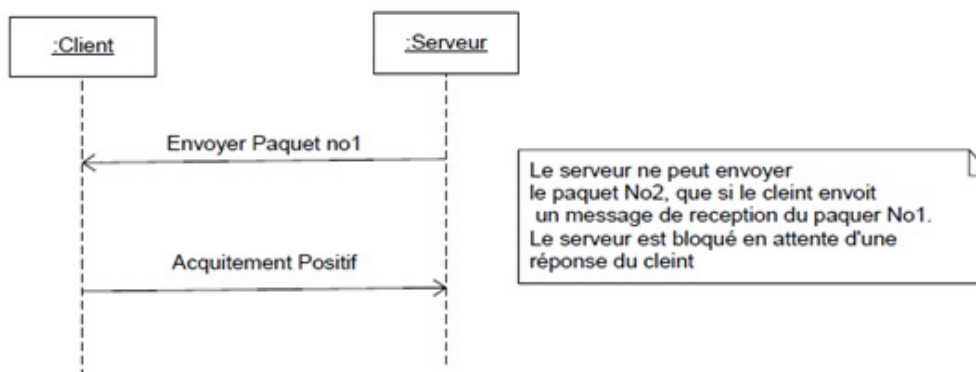 :Client
:Serveur
Envoyer Paquet no1
Le serveur ne peut envoyer
le paquet No2, que si le cleint envoit
un message de reception du paquer No1.
Le serveur est bloqué en attente d'une
réponse du cleint
Acquitement Positif